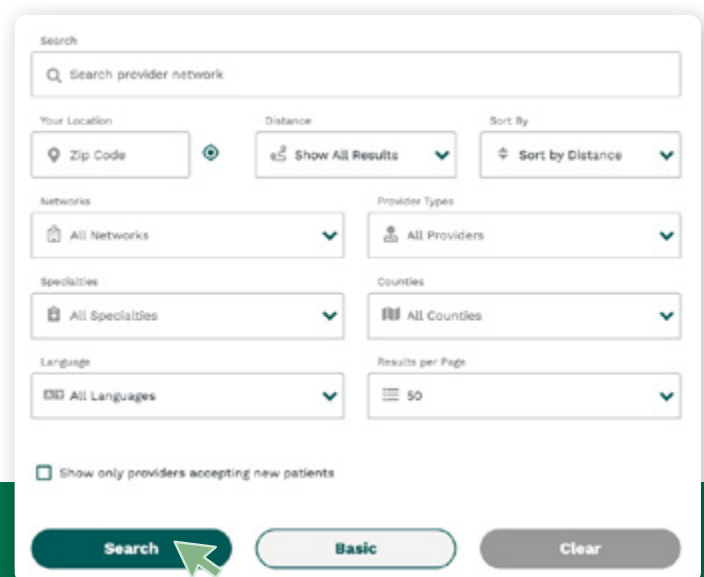 Search
Search provider network
Your Location Distance Sort By
Zip Code Show All Results Sort by Distance
Networks Provider Types
All Networks All Providers
Specialties Counties
All Specialties All Counties
Language Results per Page
All Languages 50
Show only providers accepting new patients
Search Basic Clear